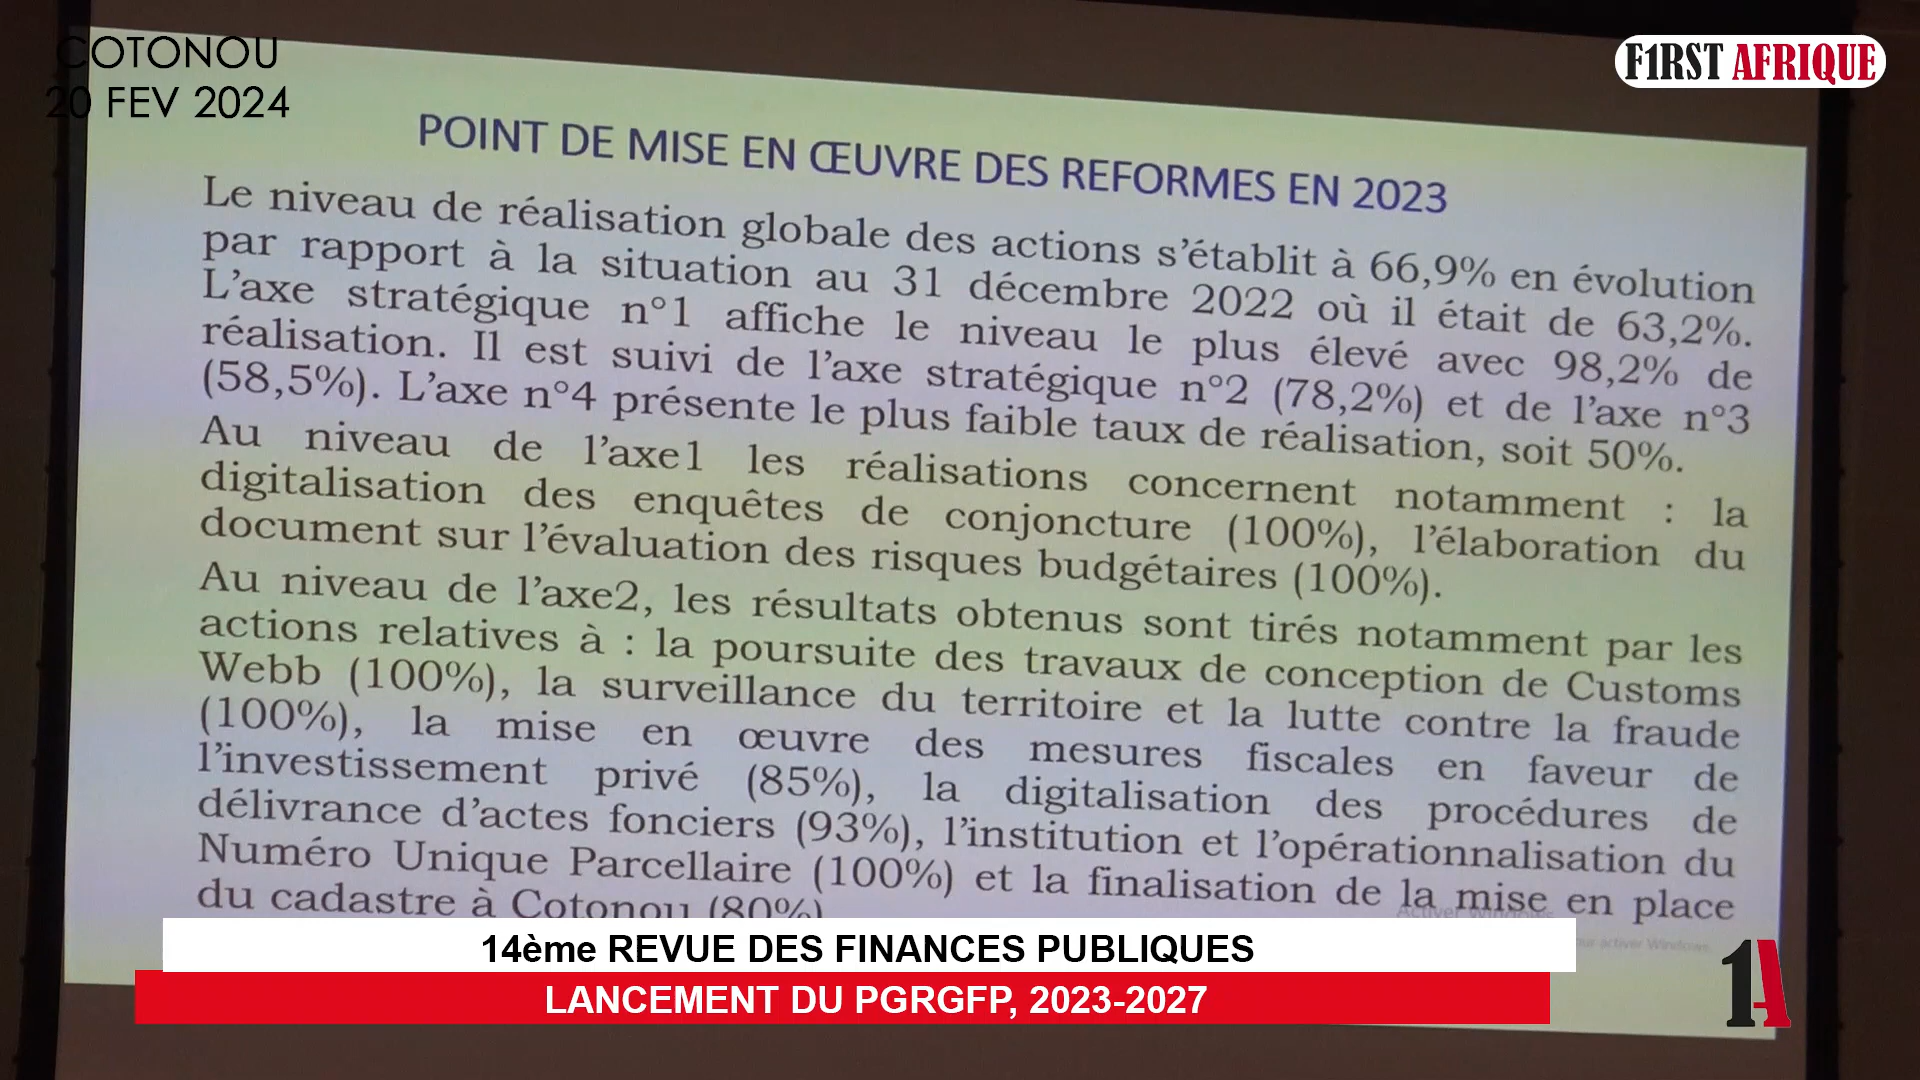 COTONOU
20 FEV 2024
F1RST AFRIQUE
POINT DE MISE EN ŒUVRE DES REFORMES EN 2023
Le niveau de réalisation globale des actions s’établit à 66,9% en évolution
par rapport à la situation au 31 décembre 2022 où il était de 63,2%.
L’axe stratégique n°1 affiche le niveau le plus élevé avec 98,2% de
réalisation. Il est suivi de l’axe stratégique n°2 (78,2%) et de l’axe n°3
(58,5%). L’axe n°4 présente le plus faible taux de réalisation, soit 50%.
Au niveau de l’axe1 les réalisations concernent notamment : la
digitalisation des enquêtes de conjoncture (100%), l’élaboration du
document sur l’évaluation des risques budgétaires (100%).
Au niveau de l’axe2, les résultats obtenus sont tirés notamment par les
actions relatives à : la poursuite des travaux de conception de Customs
Webb (100%), la surveillance du territoire et la lutte contre la fraude
(100%), la mise en œuvre des mesures fiscales en faveur de
l’investissement privé (85%), la digitalisation des procédures de
délivrance d’actes fonciers (93%), l’institution et l’opérationnalisation du
Numéro Unique Parcellaire (100%) et la finalisation de la mise en place
du cadastre à Cotonou (80%)
Activer Windows
our activer Windows
14ème REVUE DES FINANCES PUBLIQUES
LANCEMENT DU PGRGFP, 2023-2027
1A